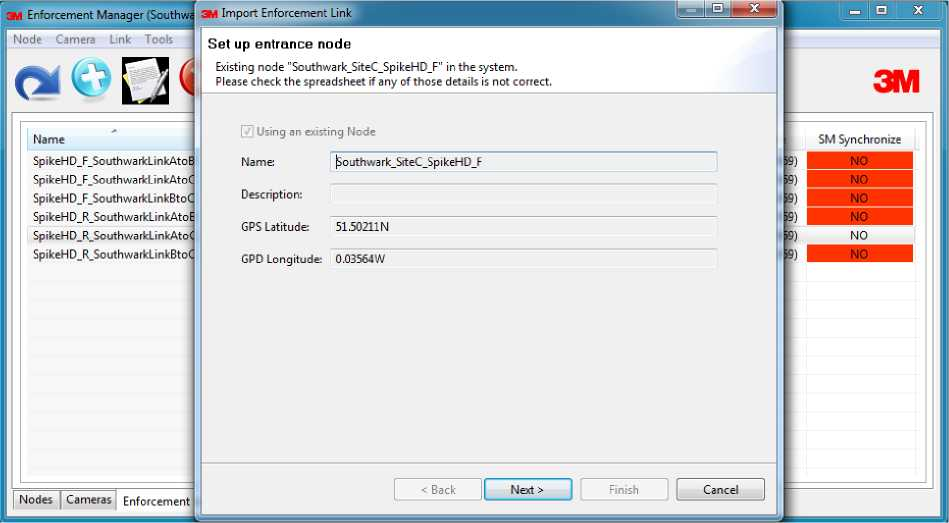 3M Enforcement Manager (Southwa
Node Camera Link Tools
3M
Name
SM Synchronize
SpikeHD_F_SouthwarkLinkAtoB 59) NO
SpikeHD_F_SouthwarkLinkAtoC 59) NO
SpikeHD_F_SouthwarkLinkBtoC 59) NO
SpikeHD_R_SouthwarkLinkAtoB 59) NO
SpikeHD_R_SouthwarkLinkAtoC 59) NO
SpikeHD_R_SouthwarkLinkBtoC 59) NO
Nodes Cameras Enforcement
3M Import Enforcement Link
Set up entrance node
Existing node "Southwark_SiteC_SpikeHD_F" in the system.
Please check the spreadsheet if any of those details is not correct.
Using an existing Node
Name: Southwark_SiteC_SpikeHD_F
Description:
GPS Latitude: 51.50211N
GPD Longitude: 0.03564W
< Back Next > Finish Cancel